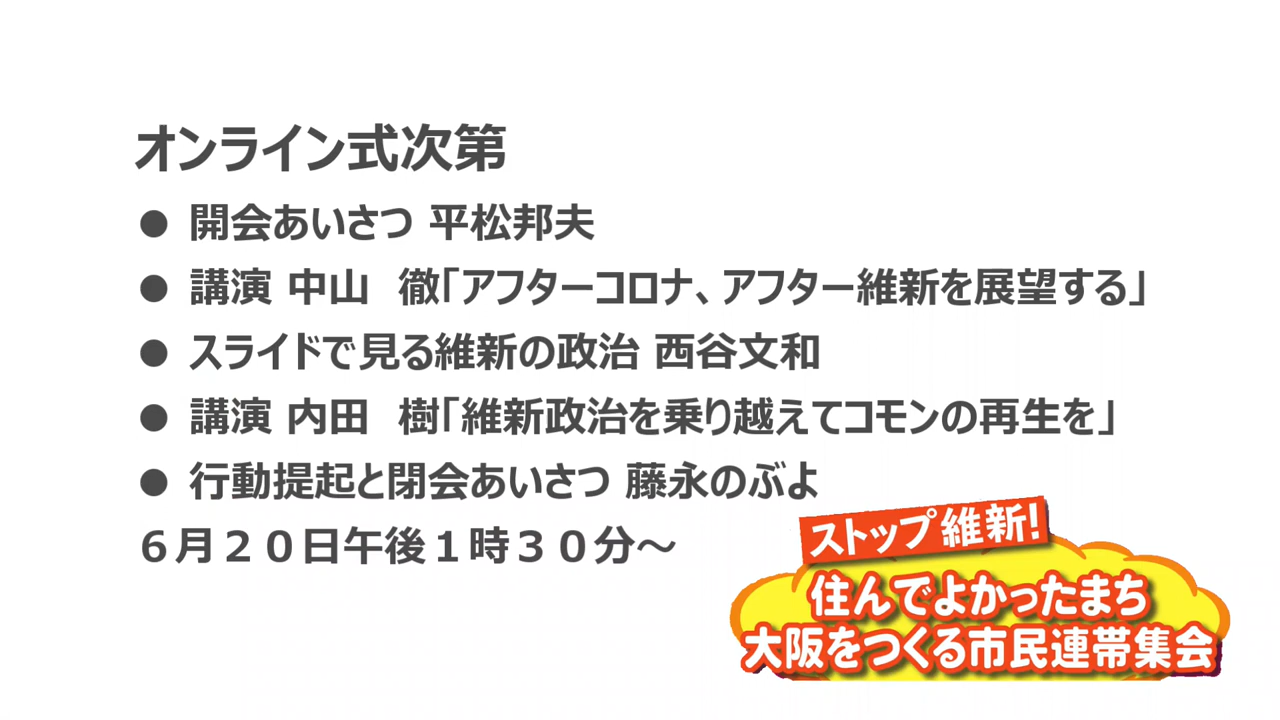 オンライン式次第
● 開会あいさつ 平松邦夫
● 講演 中山　徹「アフターコロナ、アフター維新を展望する」
● スライドで見る維新の政治 西谷文和
● 講演 内田　樹「維新政治を乗り越えてコモンの再生を」
● 行動提起と閉会あいさつ 藤永のぶよ
６月２０日午後１時３０分～
ストップ維新!
住んでよかったまち
大阪をつくる市民連帯集会